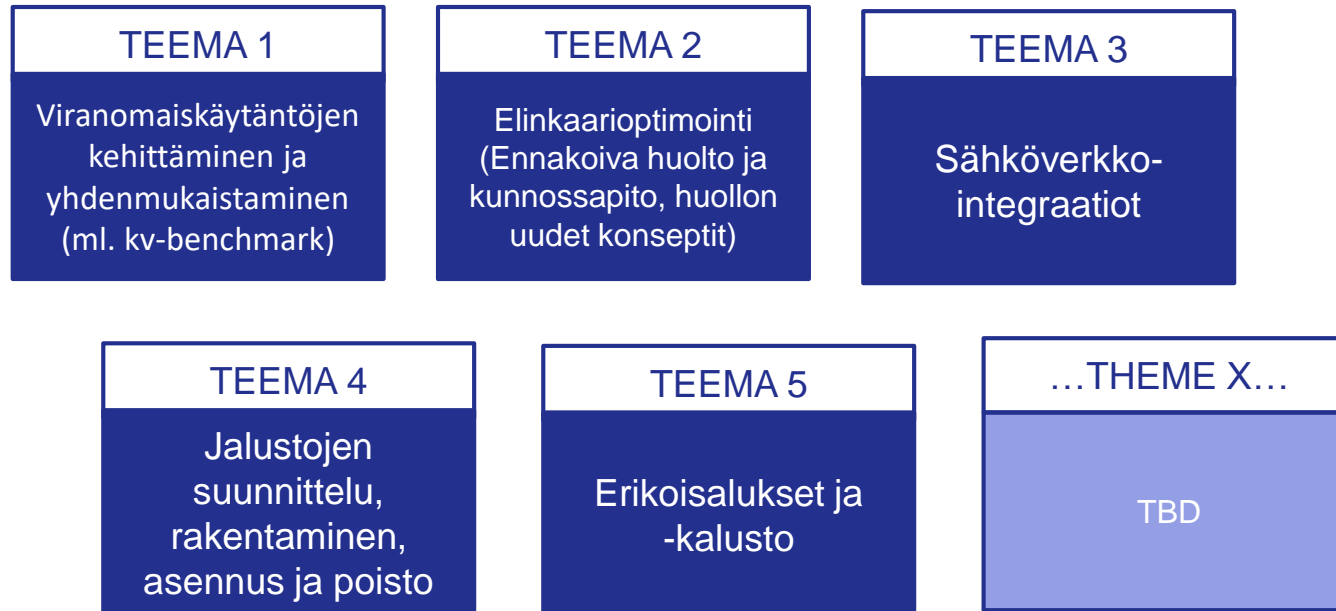 TEEMA 1
Viranomaiskäytäntöjen
kehittäminen ja
yhdenmukaistaminen
(ml. kv-benchmark)
TEEMA 2
Elinkaarioptimointi
(Ennakoiva huolto ja
kunnossapito, huollon
uudet konseptit)
TEEMA 3
Sähköverkko-
integraatiot
TEEMA 4
Jalustojen
suunnittelu,
rakentaminen,
asennus ja poisto
TEEMA 5
Erikoisalukset ja
-kalusto
…THEME X…
TBD